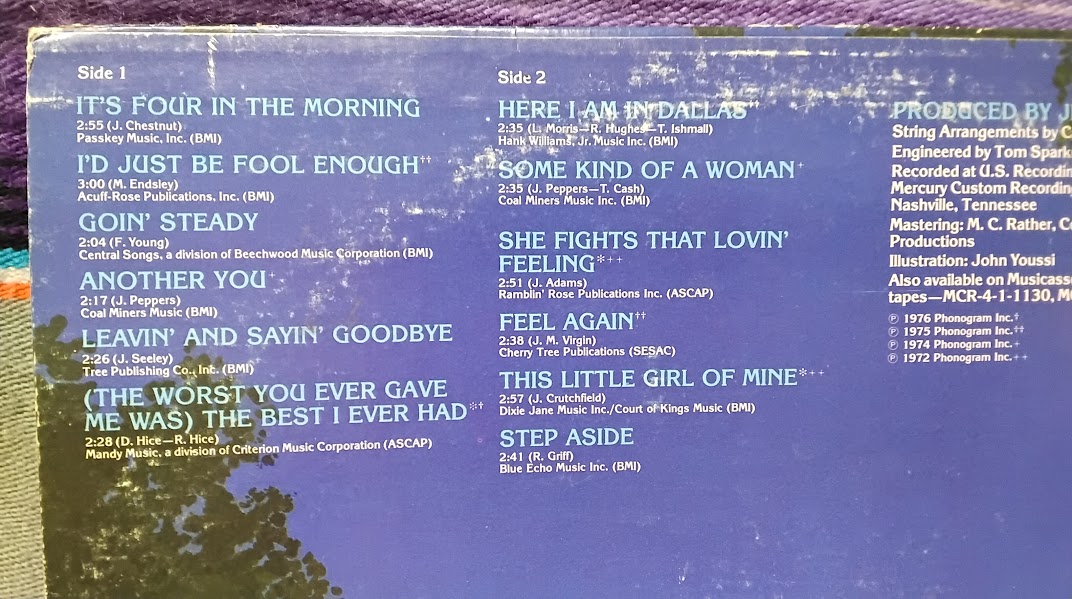 Side 1
IT'S FOUR IN THE MORNING
2:55 (J. Chestnut)
Passkey Music, Inc. (BMI)
I'D JUST BE FOOL ENOUGH††
3:00 (M. Endsley)
Acuff-Rose Publications, Inc. (BMI)
GOIN' STEADY
2:04 (F. Young)
Central Songs, a division of Beechwood Music Corporation (BMI)
ANOTHER YOU+
2:17 (J. Peppers)
Coal Miners Music (BMI)
LEAVIN' AND SAYIN' GOODBYE
2:26 (J. Seeley)
Tree Publishing Co., Inc. (BMI)
(THE WORST YOU EVER GAVE
ME WAS) THE BEST I EVER HAD*†
2:28 (D. Hice—R. Hice)
Mandy Music, a division of Criterion Music Corporation (ASCAP)
Side 2
HERE I AM IN DALLAS
2:35 (L. Morris—R. Hughes—T. Ishmall)
Hank Williams, Jr. Music Inc. (BMI)
SOME KIND OF A WOMAN+
2:35 (J. Peppers—T. Cash)
Coal Miners Music Inc. (BMI)
SHE FIGHTS THAT LOVIN'
FEELING*++
2:51 (J. Adams)
Ramblin' Rose Publications Inc. (ASCAP)
FEEL AGAIN††
2:38 (J. M. Virgin)
Cherry Tree Publications (SESAC)
THIS LITTLE GIRL OF MINE*++
2:57 (J. Crutchfield)
Dixie Jane Music Inc./Court of Kings Music (BMI)
STEP ASIDE
2:41 (R. Griff)
Blue Echo Music Inc. (BMI)
PRODUCED BY
String Arrangements by
Engineered by Tom
Recorded at U.S.
Mercury Custom
Nashville, Tennessee
Mastering: M. C. Rather,
Productions
Illustration: John Youssi
Also available on
tapes—MCR-4-1-1130,
℗ 1976 Phonogram Inc.†
℗ 1975 Phonogram Inc.††
℗ 1974 Phonogram Inc.+
℗ 1972 Phonogram Inc.++